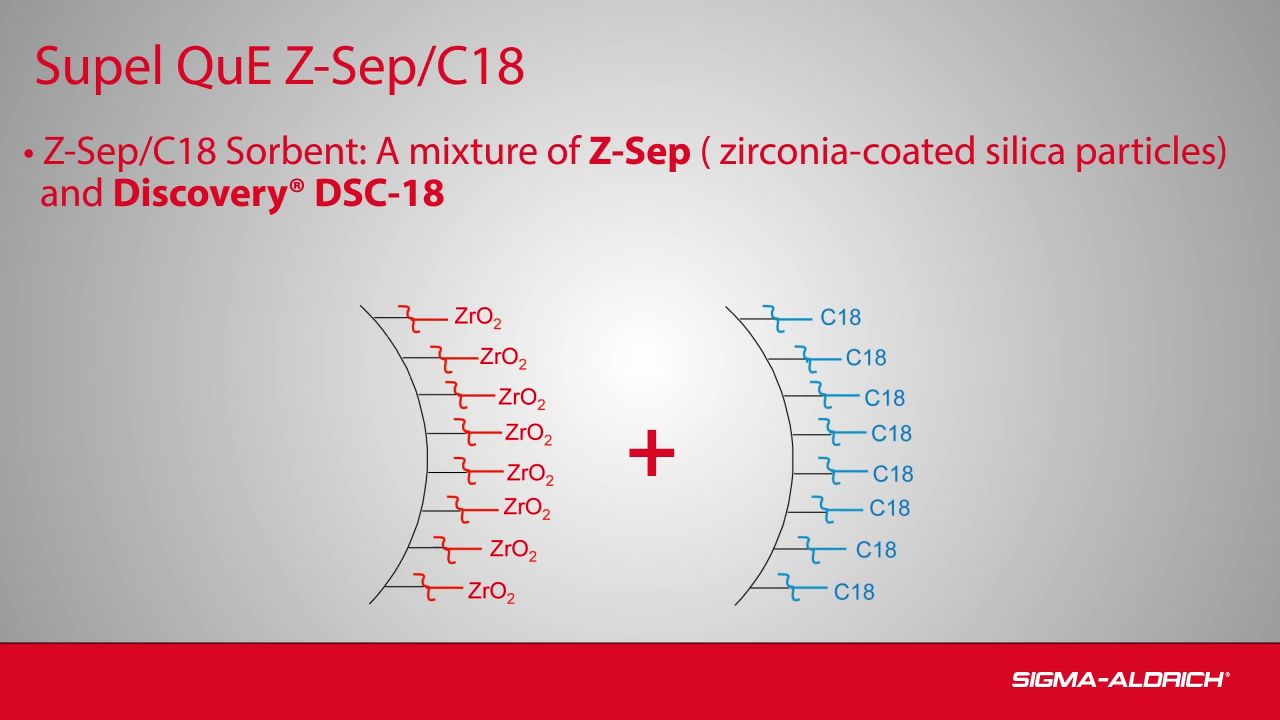 Supel QuE Z-Sep/C18
• Z-Sep/C18 Sorbent: A mixture of Z-Sep ( zirconia-coated silica particles)
and Discovery® DSC-18
ZrO₂
ZrO₂
ZrO₂
ZrO₂
ZrO₂
ZrO₂
ZrO₂
ZrO₂
+
C18
C18
C18
C18
C18
C18
C18
C18
SIGMA-ALDRICH®